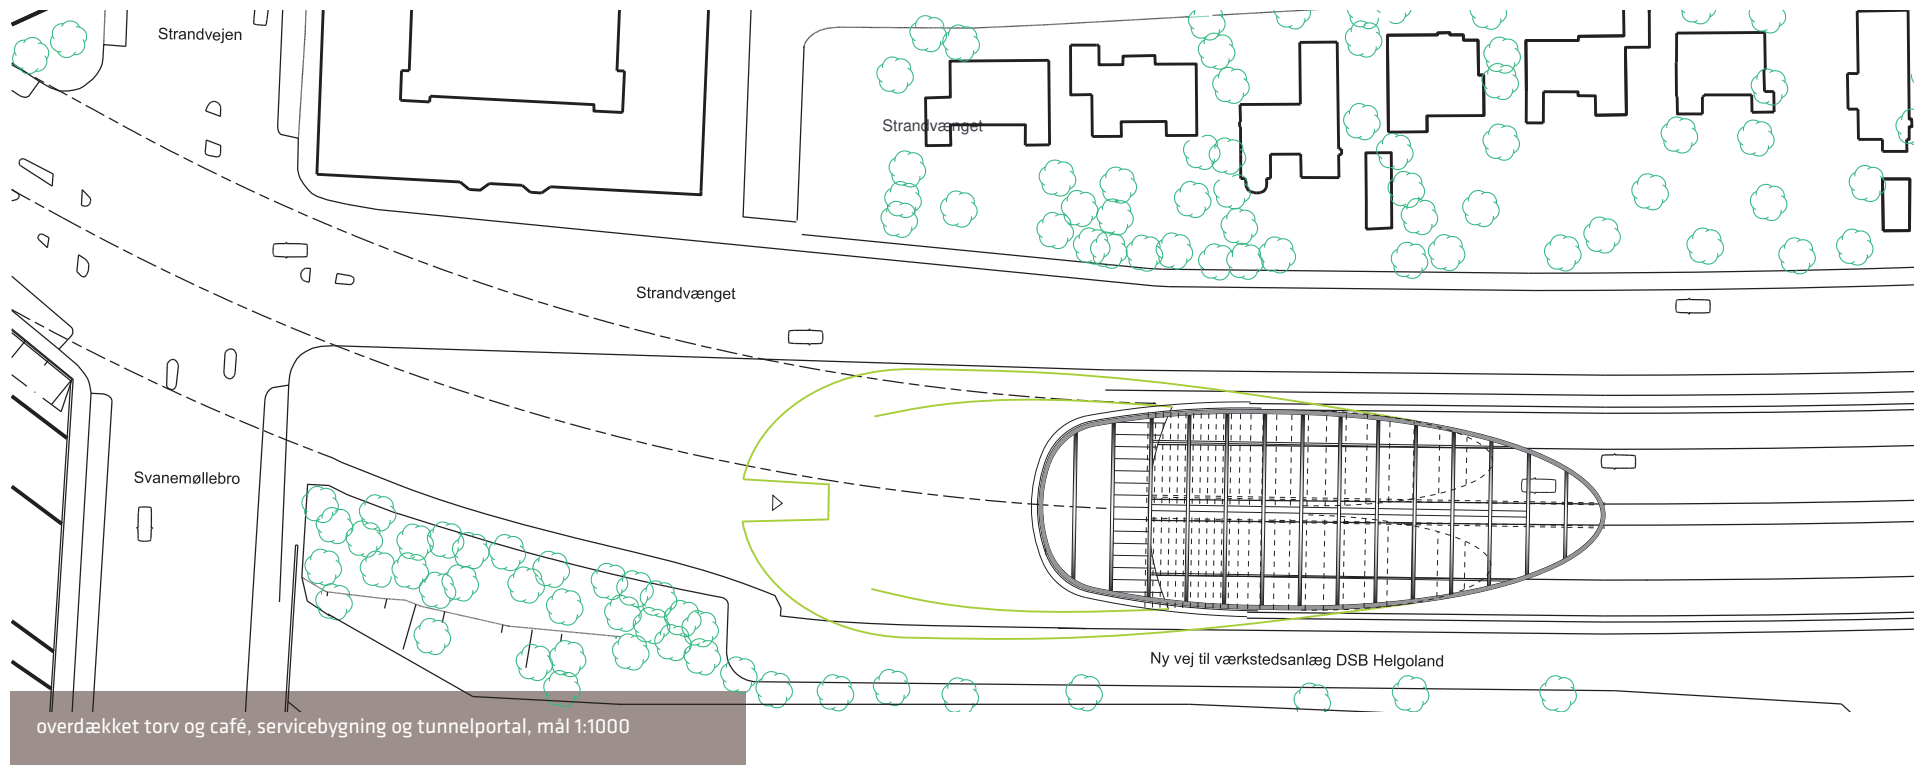 Strandvejen
Strandvænget
Strandvænget
Svanemøllebro
Ny vej til værkstedsanlæg DSB Helgoland
overdækket torv og café, servicebygning og tunnelportal, mål 1:1000